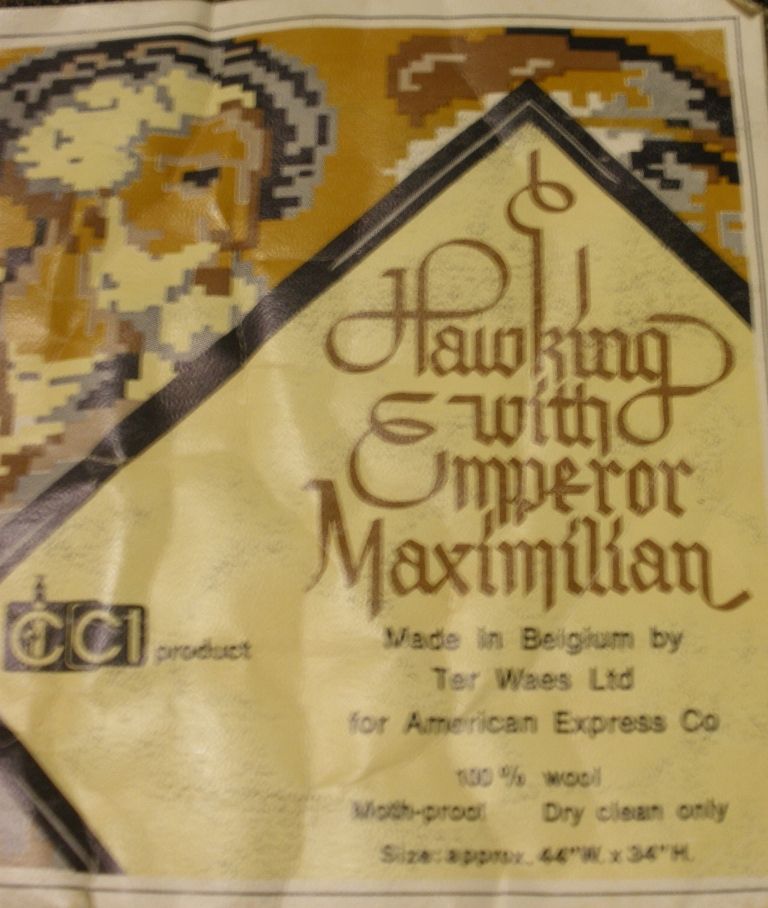 Hawking
with
Emperor
Maximilian
CCI product
Made in Belgium by
Ter Waes Ltd
for American Express Co
100% wool
Moth-proof Dry clean only
Size: approx. 44"W. x 34"H.